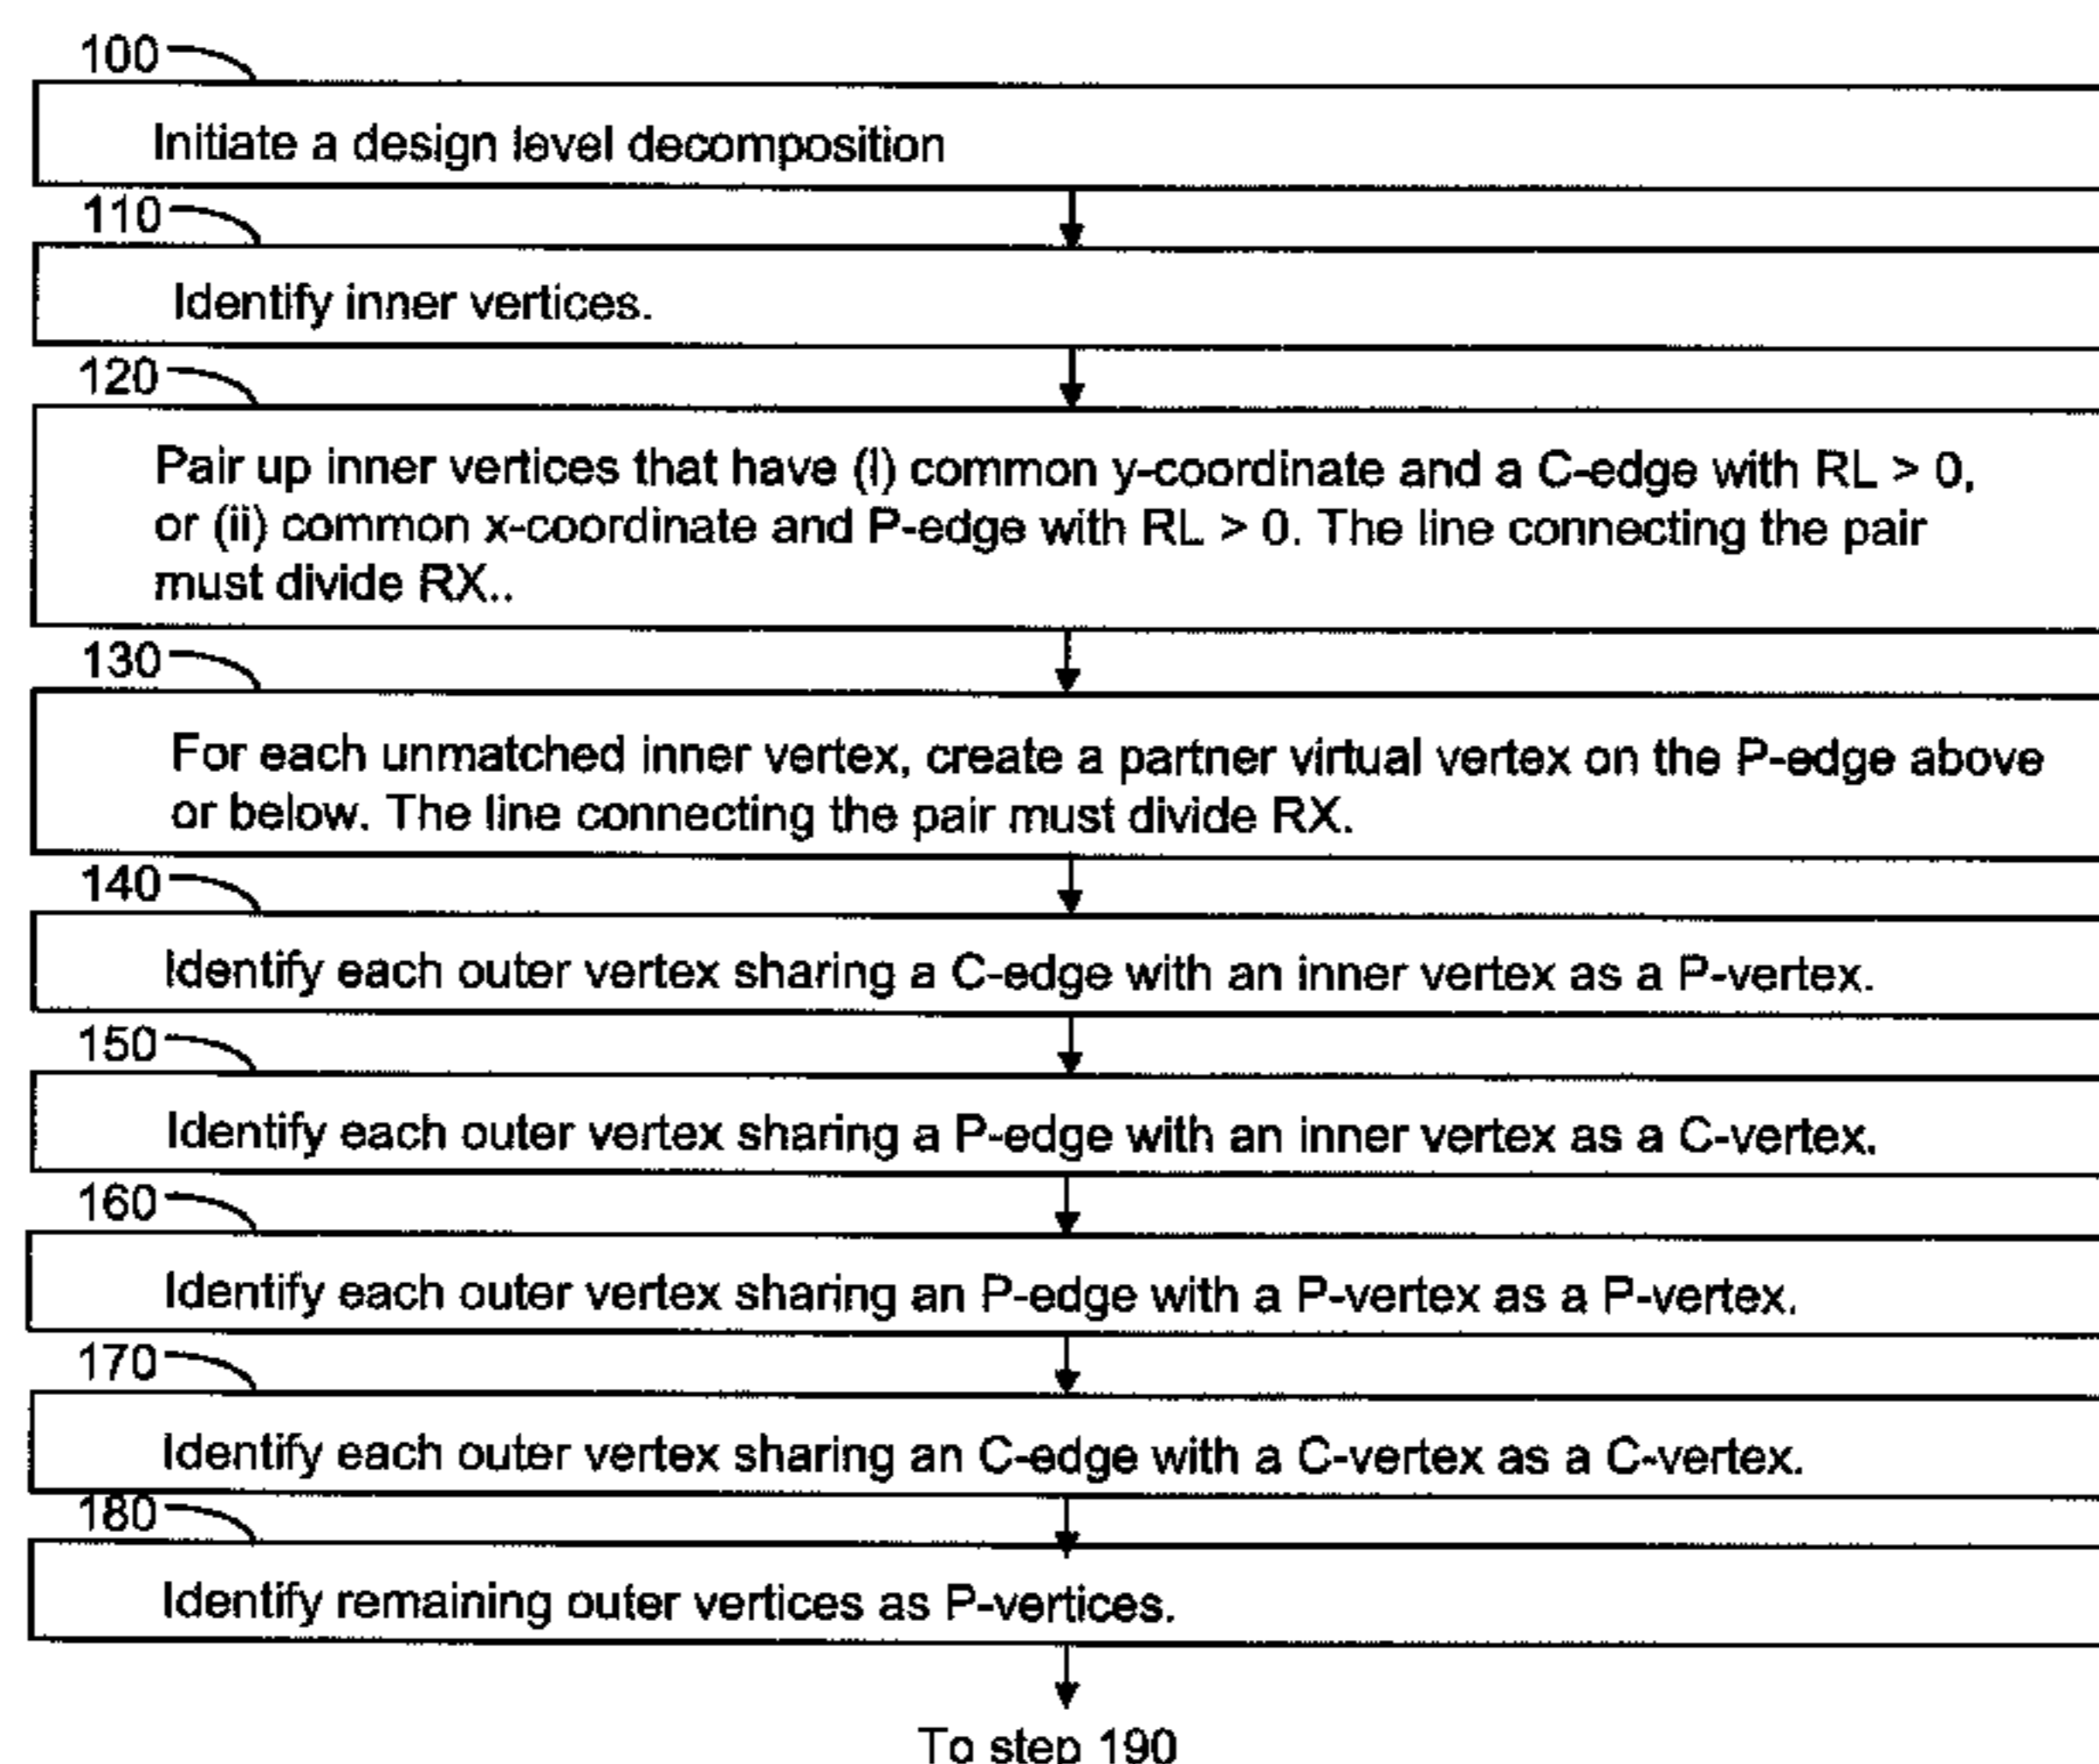 100
Initiate a design level decomposition
110
Identify inner vertices.
120
Pair up inner vertices that have (i) common y-coordinate and a C-edge with RL > 0,
or (ii) common x-coordinate and P-edge with RL > 0. The line connecting the pair
must divide RX..
130
For each unmatched inner vertex, create a partner virtual vertex on the P-edge above
or below. The line connecting the pair must divide RX.
140
Identify each outer vertex sharing a C-edge with an inner vertex as a P-vertex.
150
Identify each outer vertex sharing a P-edge with an inner vertex as a C-vertex.
160
Identify each outer vertex sharing an P-edge with a P-vertex as a P-vertex.
170
Identify each outer vertex sharing an C-edge with a C-vertex as a C-vertex.
180
Identify remaining outer vertices as P-vertices.
To step 190